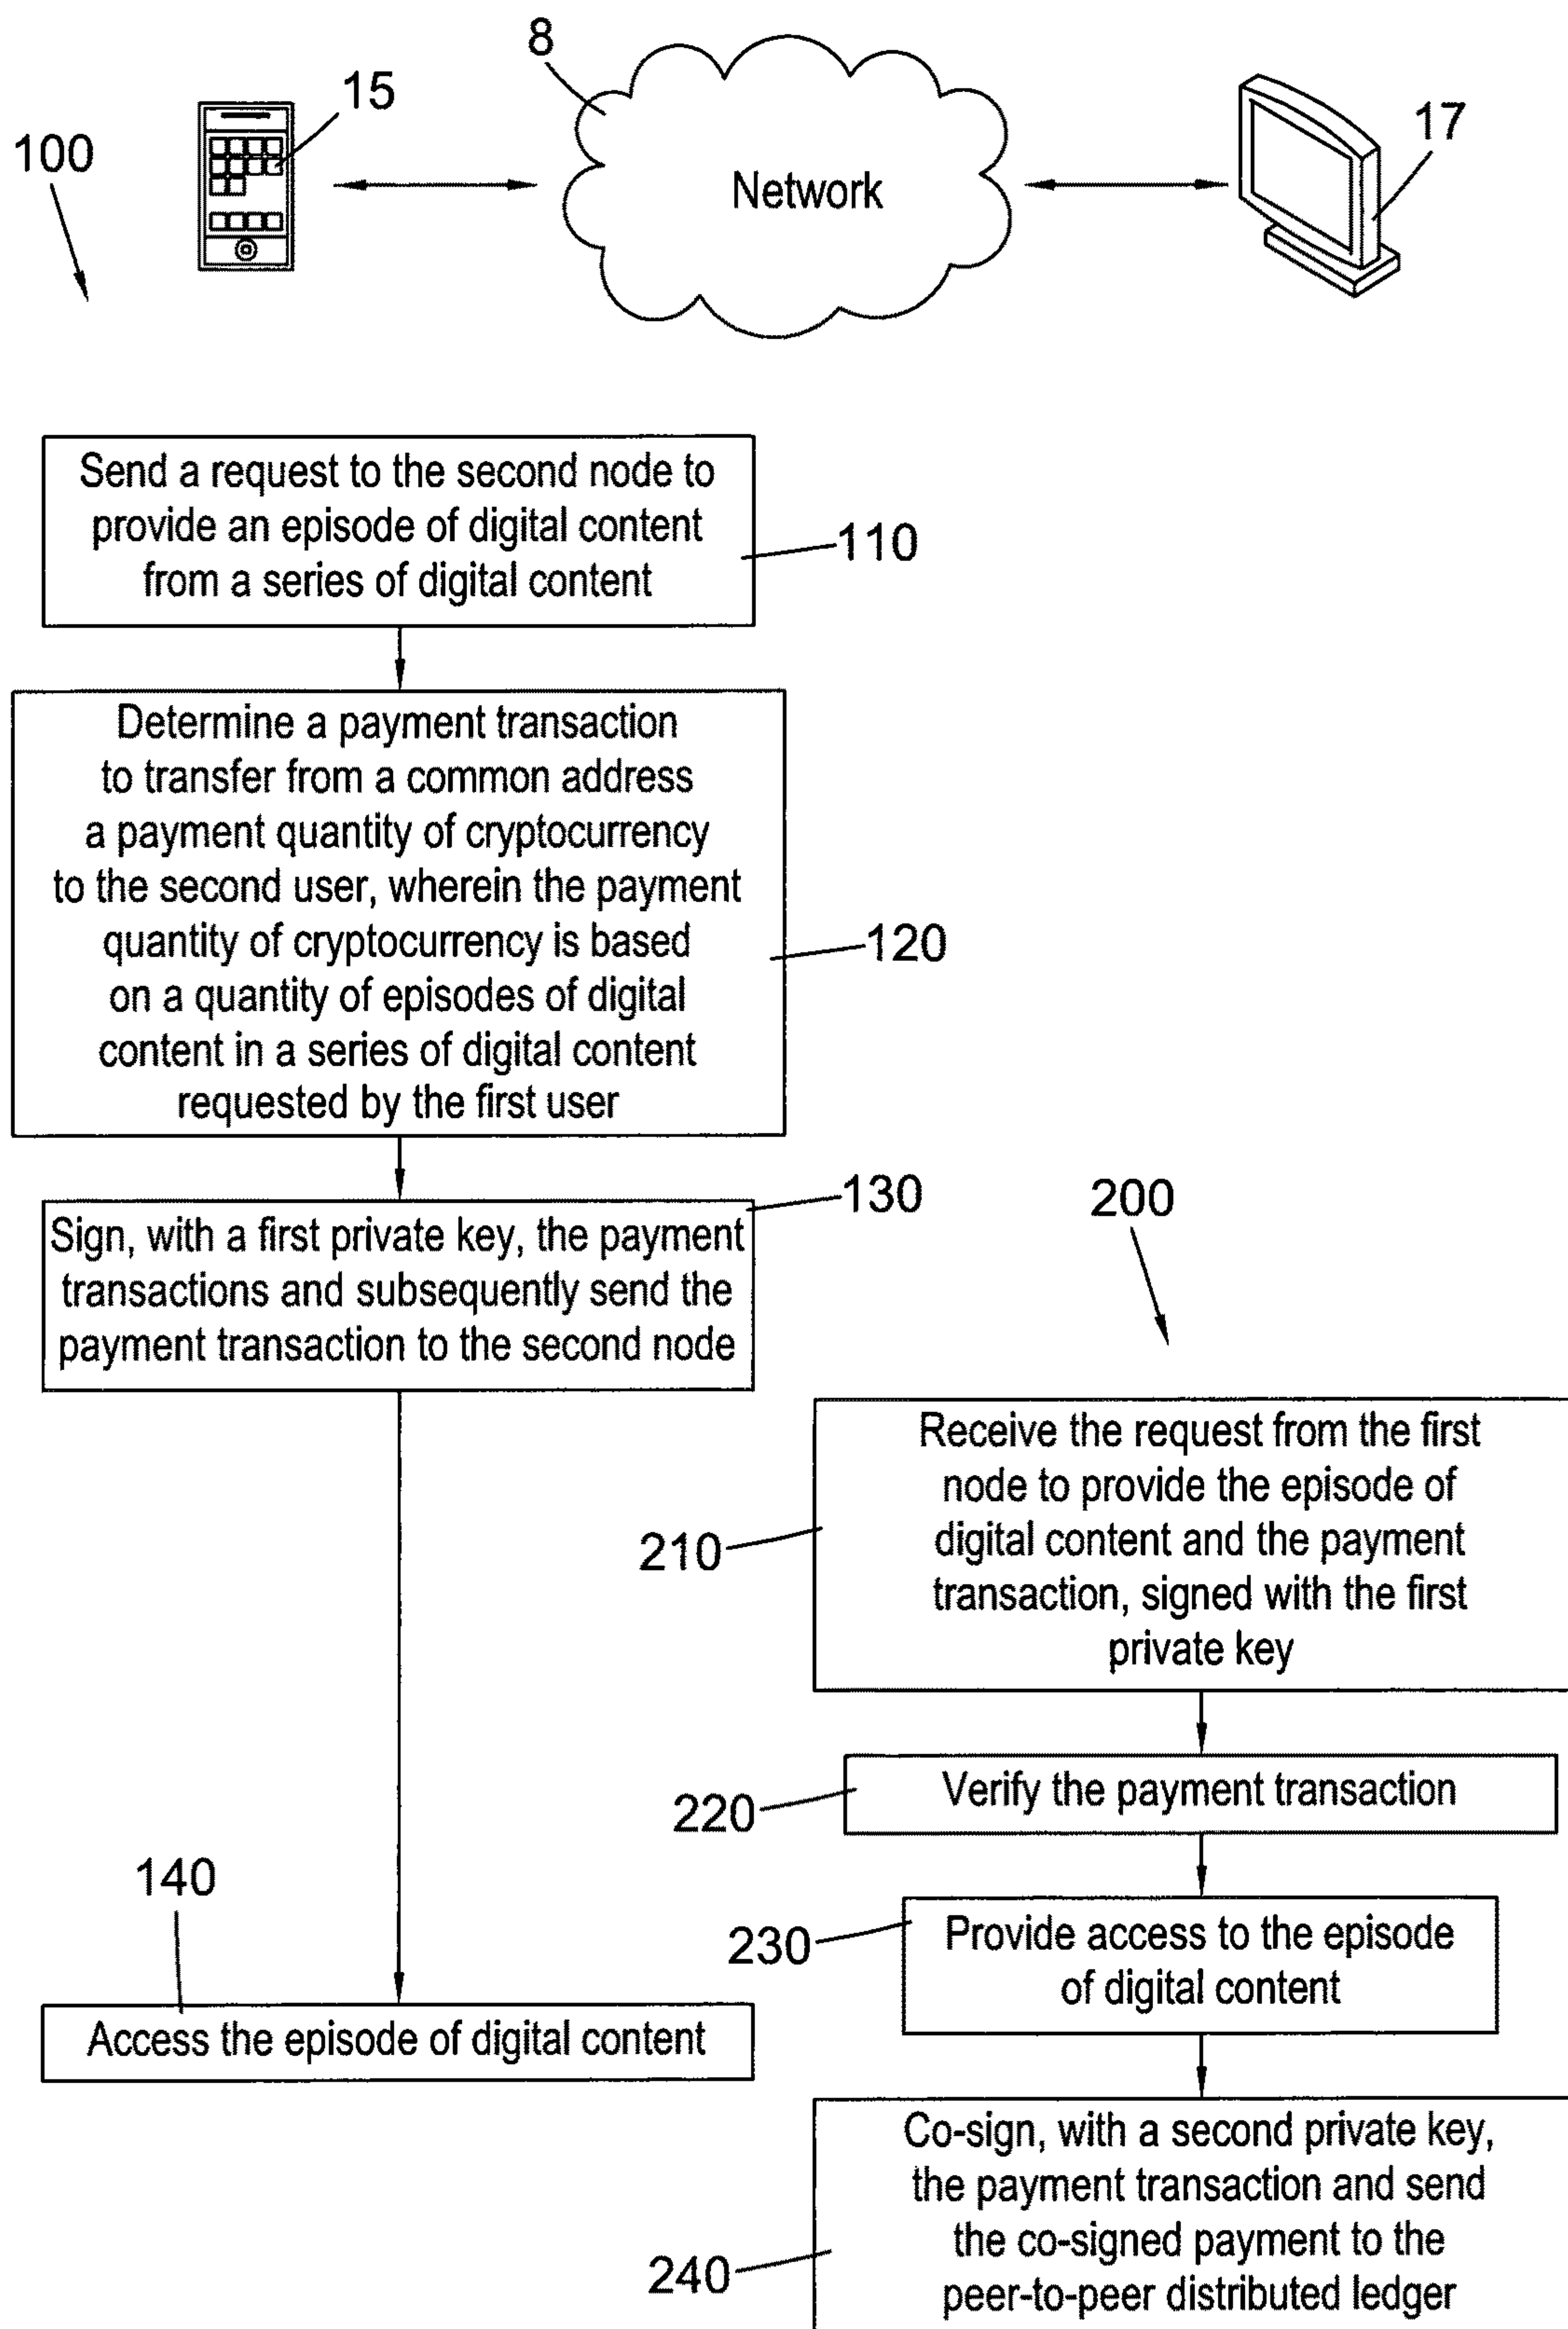 8
15
17
100
Network
Send a request to the second node to
provide an episode of digital content
from a series of digital content
110
Determine a payment transaction
to transfer from a common address
a payment quantity of cryptocurrency
to the second user, wherein the payment
quantity of cryptocurrency is based
on a quantity of episodes of digital
content in a series of digital content
requested by the first user
120
Sign, with a first private key, the payment
transactions and subsequently send the
payment transaction to the second node
130
140
Access the episode of digital content
200
Receive the request from the first
node to provide the episode of
digital content and the payment
transaction, signed with the first
private key
210
Verify the payment transaction
220
Provide access to the episode
of digital content
230
Co-sign, with a second private key,
the payment transaction and send
the co-signed payment to the
peer-to-peer distributed ledger
240